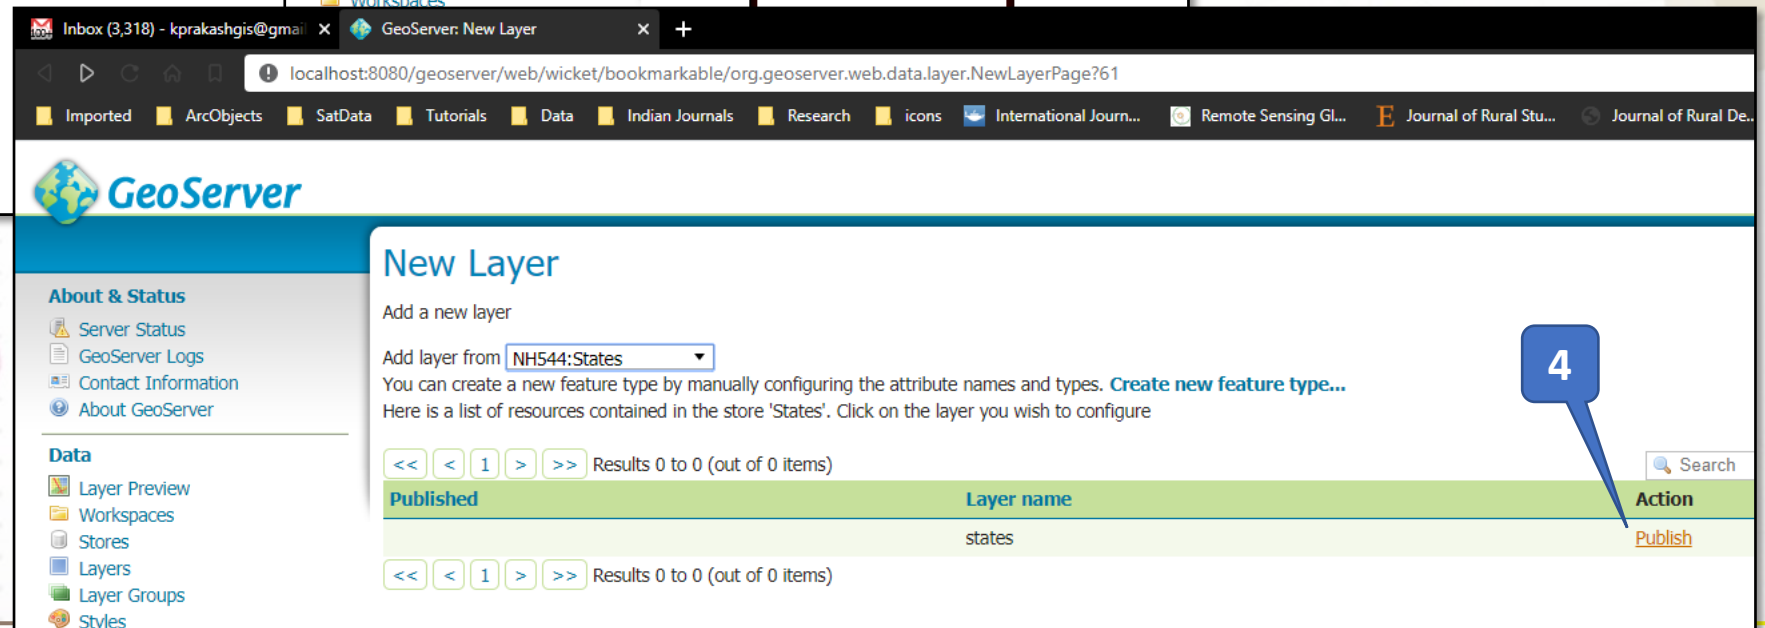 Workspaces
Inbox (3,318) - kprakashgis@gmail
GeoServer: New Layer
localhost:8080/geoserver/web/wicket/bookmarkable/org.geoserver.web.data.layer.NewLayerPage?61
Imported ArcObjects SatData Tutorials Data Indian Journals Research icons International Journ... Remote Sensing Gl... Journal of Rural Stu... Journal of Rural De...
GeoServer
New Layer
About & Status
Server Status
GeoServer Logs
Contact Information
About GeoServer
Data
Layer Preview
Workspaces
Stores
Layers
Layer Groups
Styles
Add a new layer
Add layer from NH544:States
You can create a new feature type by manually configuring the attribute names and types. Create new feature type...
Here is a list of resources contained in the store 'States'. Click on the layer you wish to configure
4
<< < 1 > >> Results 0 to 0 (out of 0 items) Search
Published Layer name Action
states Publish
<< < 1 > >> Results 0 to 0 (out of 0 items)